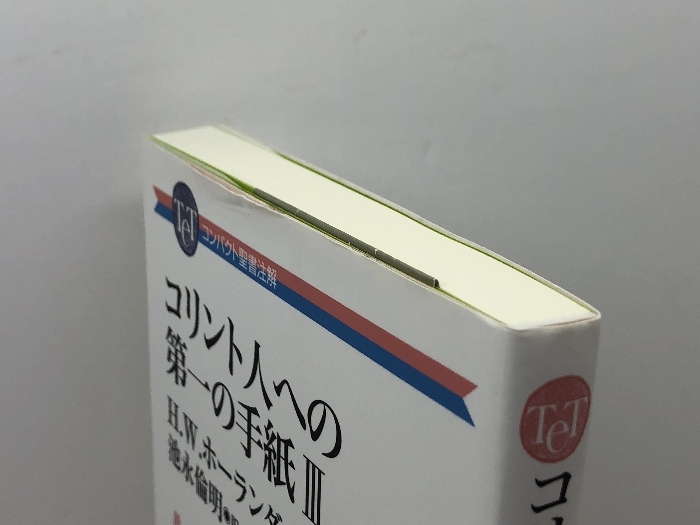 TeT
コンパクト聖書注解
コリント人への
第一の手紙 III
H.W.ホーランダ
池永倫明●
TeT
コ